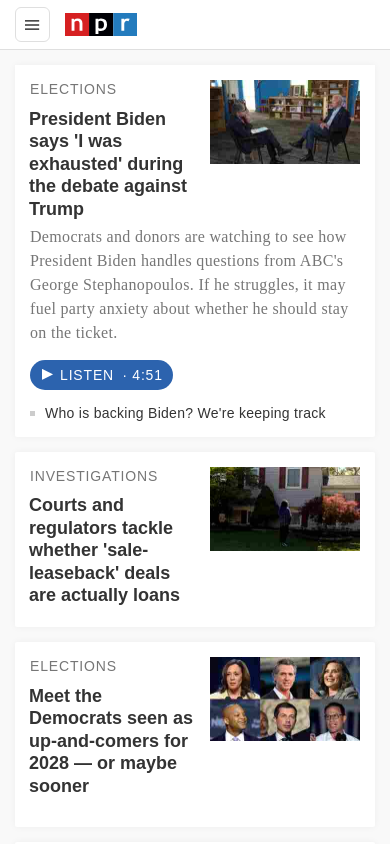 npr
ELECTIONS
President Biden
says 'I was
exhausted' during
the debate against
Trump
Democrats and donors are watching to see how
President Biden handles questions from ABC's
George Stephanopoulos. If he struggles, it may
fuel party anxiety about whether he should stay
on the ticket.
LISTEN · 4:51
Who is backing Biden? We're keeping track
INVESTIGATIONS
Courts and
regulators tackle
whether 'sale-
leaseback' deals
are actually loans
ELECTIONS
Meet the
Democrats seen as
up-and-comers for
2028 — or maybe
sooner